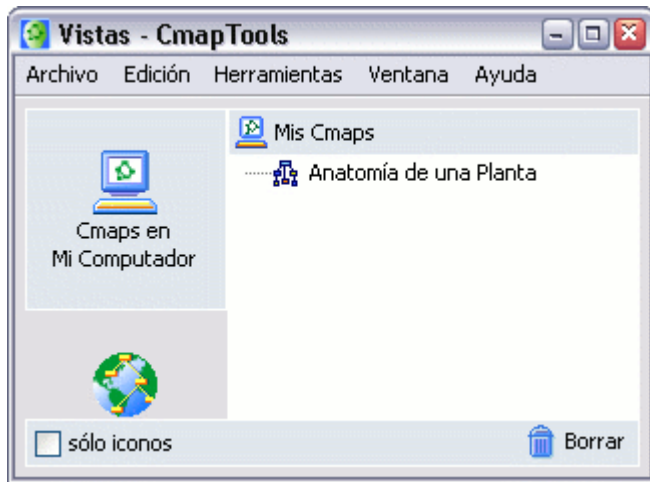 Vistas - CmapTools
Archivo Edición Herramientas Ventana Ayuda
Mis Cmaps
Anatomía de una Planta
Cmaps en
Mi Computador
sólo iconos
Borrar